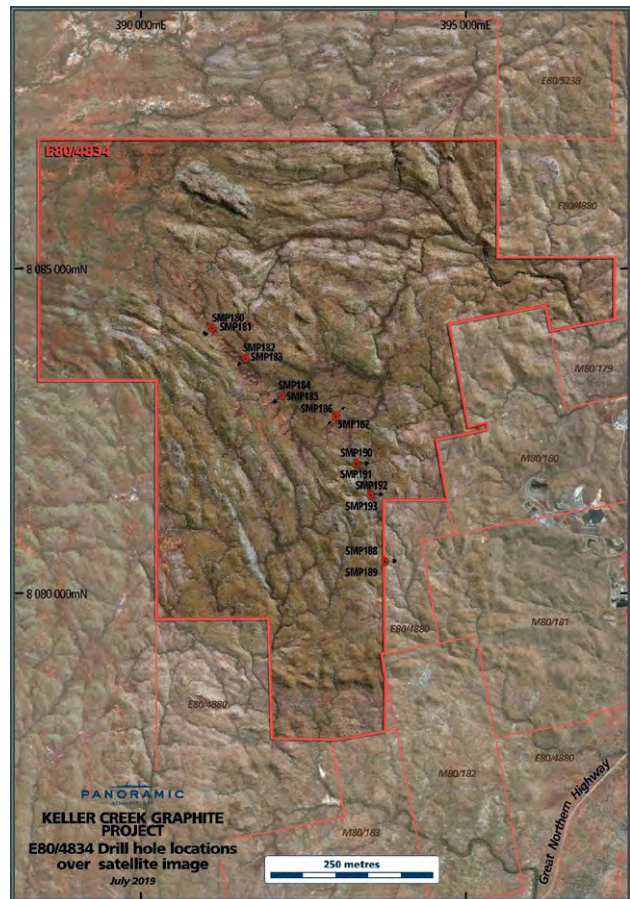 390 000mE
395 000mE
E80/5238
E80/4834
E80/4880
8 085 000mN
SMP180
SMP181
SMP182
SMP183
M80/179
SMP184
SMP185
SMP186
SMP187
SMP190
M80/180
SMP191
SMP192
SMP193
SMP188
SMP189
8 080 000mN
M80/181
E80/4880
E80/4880
E80/4880
M80/182
Great Northern Highway
PANORAMIC
KELLER CREEK GRAPHITE
PROJECT
M80/183
E80/4834 Drill hole locations
over satellite image
250 metres
July 2019